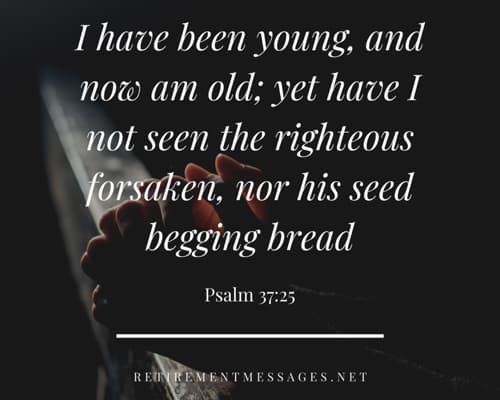 I have been young, and
now am old; yet have I
not seen the righteous
forsaken, nor his seed
begging bread
Psalm 37:25
RETIREMENTMESSAGES.NET